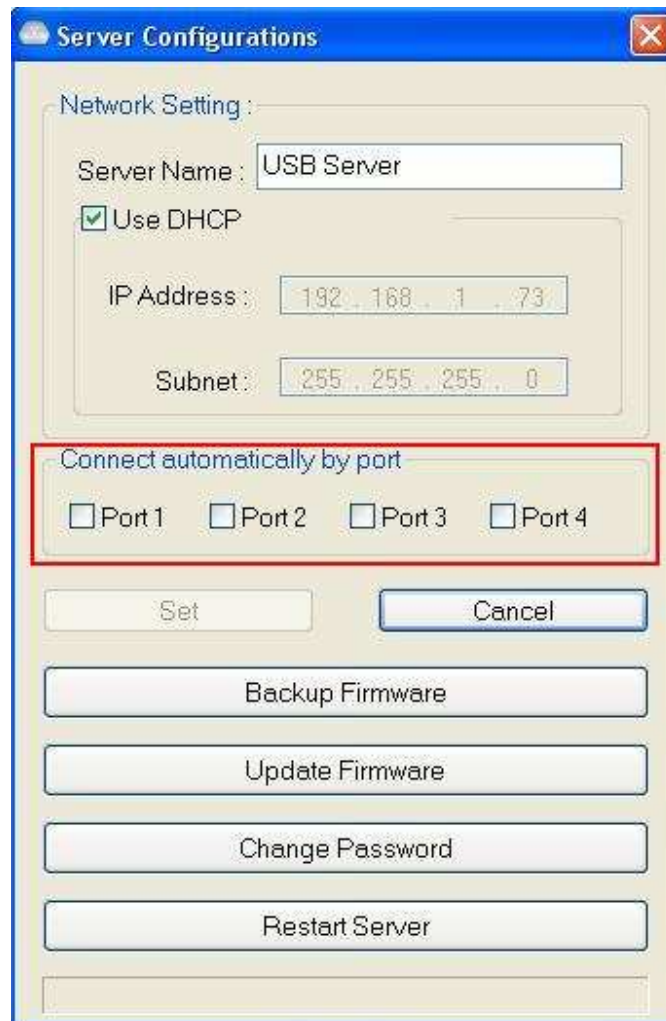 Server Configurations
Network Setting :
Server Name : USB Server
Use DHCP
IP Address : 192 . 168 . 1 . 73
Subnet : 255 . 255 . 255 . 0
Connect automatically by port
Port 1 Port 2 Port 3 Port 4
Set Cancel
Backup Firmware
Update Firmware
Change Password
Restart Server